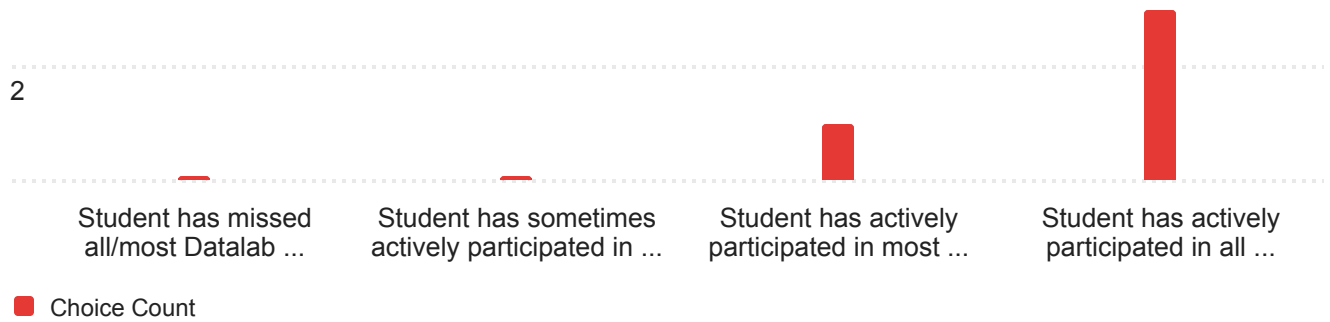 2
Student has missed
all/most Datalab ...
Student has sometimes
actively participated in ...
Student has actively
participated in most ...
Student has actively
participated in all ...
Choice Count